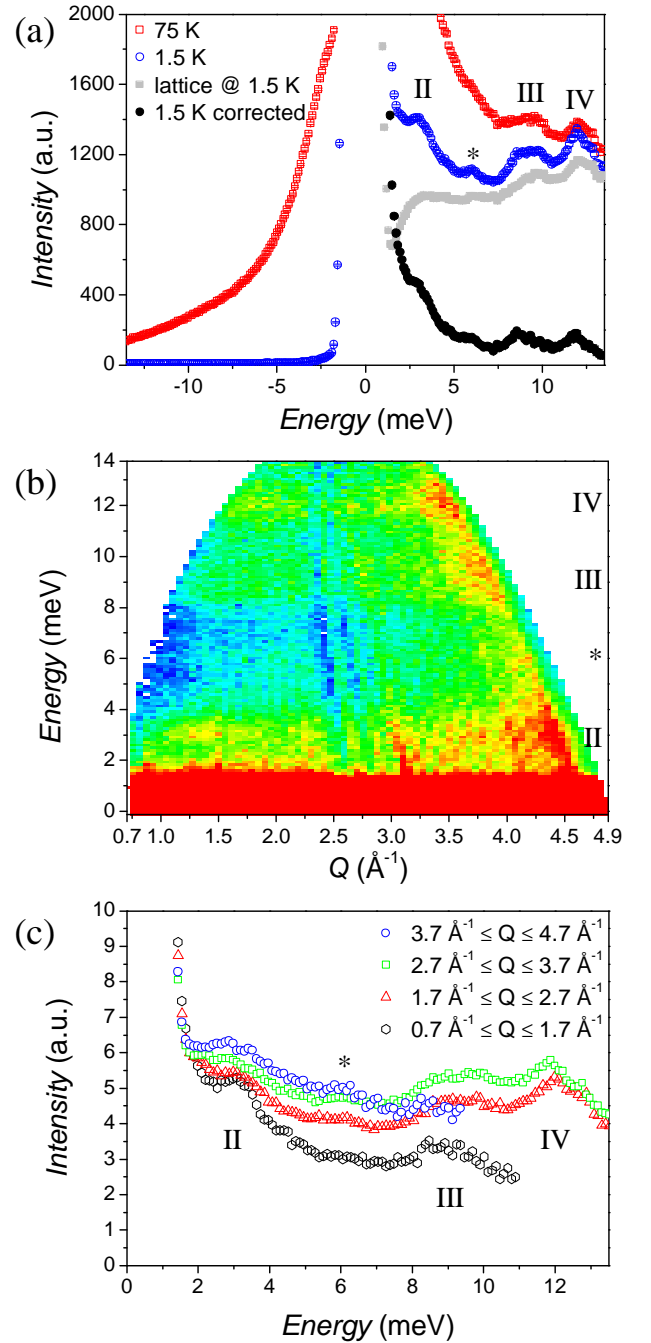 (a)
75 K
1.5 K
lattice @ 1.5 K
1.5 K corrected
II
III
IV
*
2000
1600
1200
800
400
0
Intensity (a.u.)
-10 -5 0 5 10
Energy (meV)
(b)
14
12
10
8
6
4
2
0
Energy (meV)
IV
III
*
II
0.7 1.0 1.5 2.0 2.5 3.0 3.5 4.0 4.5 4.9
Q (Å⁻¹)
(c)
3.7 Å⁻¹ ≤ Q ≤ 4.7 Å⁻¹
2.7 Å⁻¹ ≤ Q ≤ 3.7 Å⁻¹
1.7 Å⁻¹ ≤ Q ≤ 2.7 Å⁻¹
0.7 Å⁻¹ ≤ Q ≤ 1.7 Å⁻¹
*
II
III
IV
10
9
8
7
6
5
4
3
2
1
0
Intensity (a.u.)
0 2 4 6 8 10 12
Energy (meV)